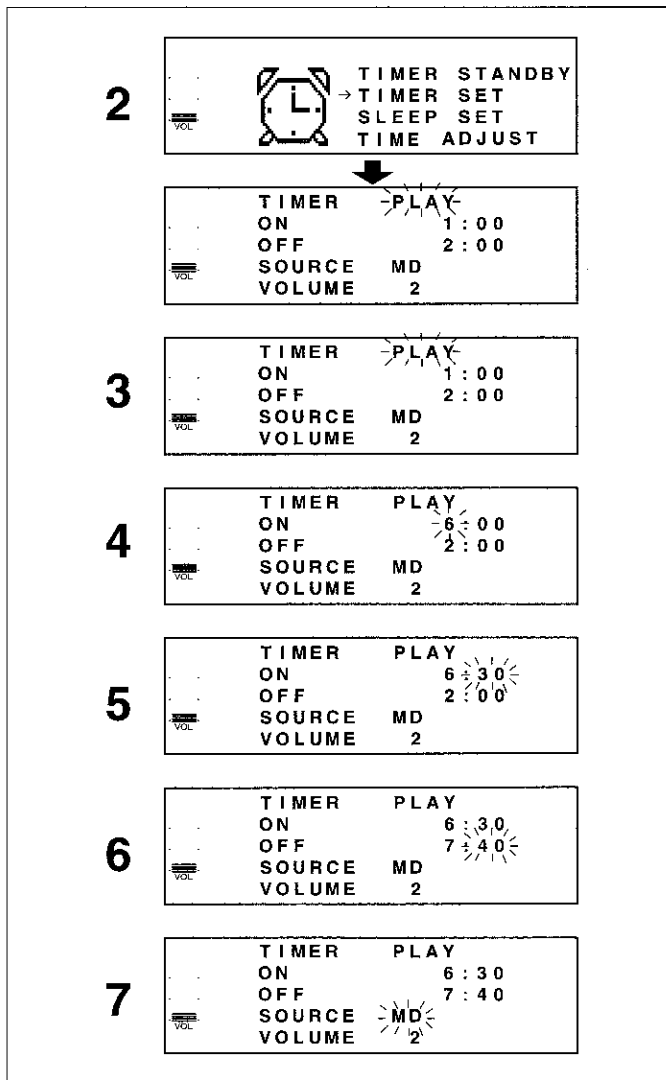 2
TIMER STANDBY
→ TIMER SET
SLEEP SET
TIME ADJUST
VOL
TIMER PLAY
ON 1:00
OFF 2:00
SOURCE MD
VOLUME 2
VOL
3
TIMER PLAY
ON 1:00
OFF 2:00
SOURCE MD
VOLUME 2
VOL
4
TIMER PLAY
ON 6:00
OFF 2:00
SOURCE MD
VOLUME 2
VOL
5
TIMER PLAY
ON 6:30
OFF 2:00
SOURCE MD
VOLUME 2
VOL
6
TIMER PLAY
ON 6:30
OFF 7:40
SOURCE MD
VOLUME 2
VOL
7
TIMER PLAY
ON 6:30
OFF 7:40
SOURCE MD
VOLUME 2
VOL